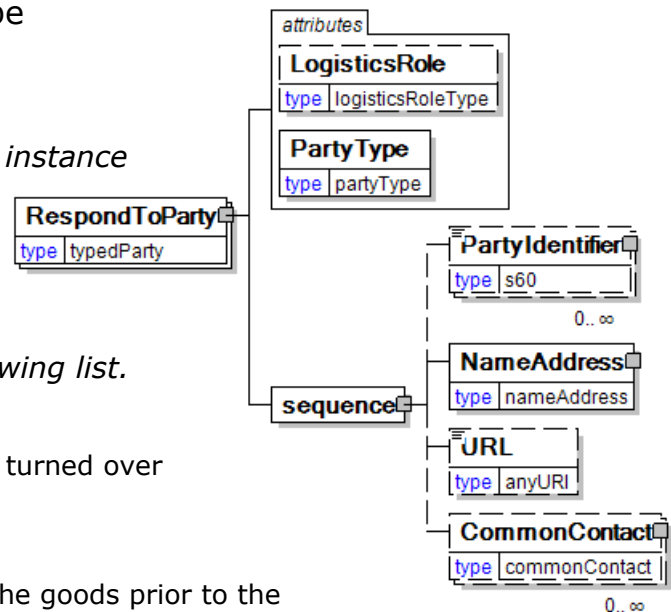 attributes
LogisticsRole
type logisticsRoleType
instance
PartyType
type partyType
RespondToParty
type typedParty
PartyIdentifier
type s60
0.. ∞
wing list.
NameAddress
type nameAddress
sequence
turned over
URL
type anyURI
CommonContact
type commonContact
he goods prior to the
0.. ∞